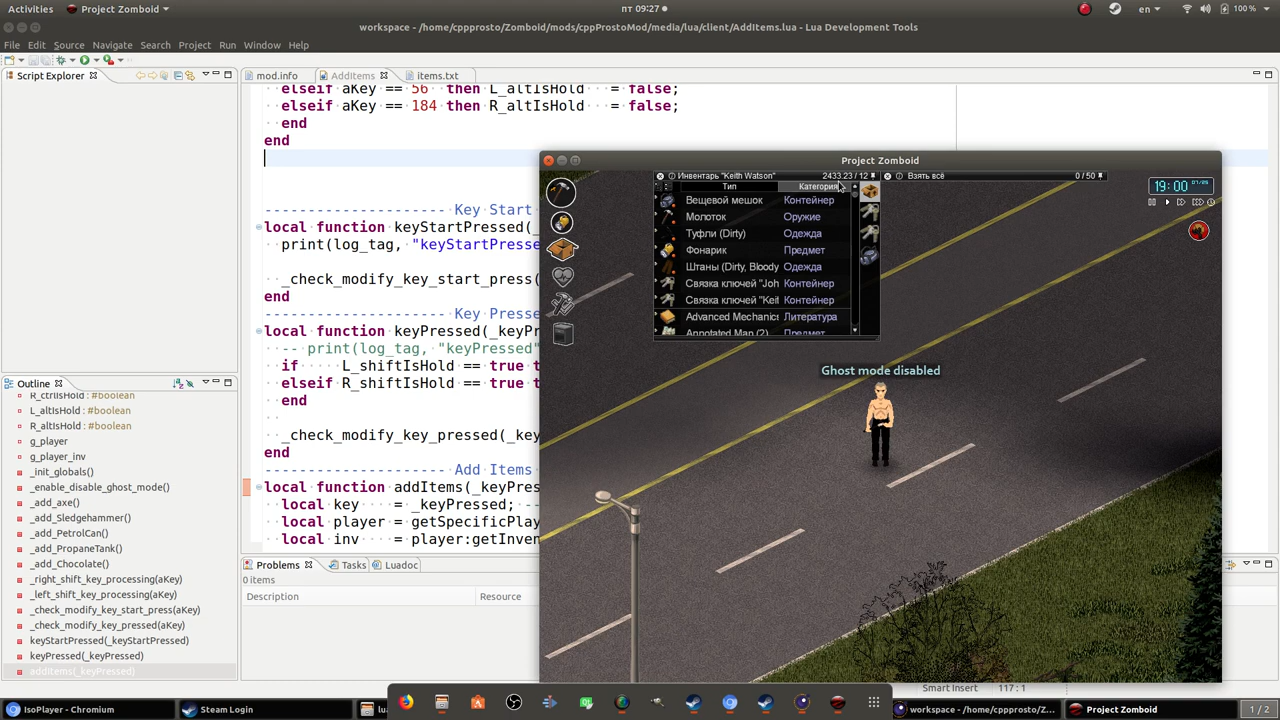 Activities
Project Zomboid
пт 09:27
en
100 %
workspace - /home/cppprosto/Zomboid/mods/cppProstoMod/media/lua/client/AddItems.lua - Lua Development Tools
File Edit Source Navigate Search Project Run Window Help
Script Explorer
mod.info
AddItems
items.txt
elseif aKey == 56 then L_altIsHold = false;
elseif aKey == 184 then R_altIsHold = false;
end
end
-------------------- Key Start
local function keyStartPressed(_
print(log_tag, "keyStartPresse
_check_modify_key_start_press(a
end
-------------------- Key Presse
local function keyPressed(_keyPr
-- print(log_tag, "keyPressed"
if L_shiftIsHold == true t
elseif R_shiftIsHold == true t
end
_check_modify_key_pressed(_key
end
-------------------- Add Items
local function addItems(_keyPres
local key = _keyPressed; --
local player = getSpecificPlay
local inv = player:getInven
Outline
R_ctrlIsHold : #boolean
L_altIsHold : #boolean
R_altIsHold : #boolean
g_player
g_player_inv
_init_globals()
_enable_disable_ghost_mode()
_add_axe()
_add_Sledgehammer()
_add_PetrolCan()
_add_PropaneTank()
_add_Chocolate()
_right_shift_key_processing(aKey)
_left_shift_key_processing(aKey)
_check_modify_key_start_press(aKey)
_check_modify_key_pressed(aKey)
keyStartPressed(_keyStartPressed)
keyPressed(_keyPressed)
addItems(_keyPressed)
Problems
Tasks
Luadoc
0 items
Description
Resource
Project Zomboid
Инвентарь "Keith Watson"
2433.23 / 12
Взять всё
0 / 50
Тип
Категория
Вещевой мешок Контейнер
Молоток Оружие
Туфли (Dirty) Одежда
Фонарик Предмет
Штаны (Dirty, Bloody Одежда
Связка ключей "Joh Контейнер
Связка ключей "Keit Контейнер
Advanced Mechanics Литература
Annotated Map (2) Предмет
19:00
Ghost mode disabled
Smart Insert
117 : 1
IsoPlayer - Chromium
Steam Login
lua
workspace - /home/cppprosto/Z...
Project Zomboid
1 / 2